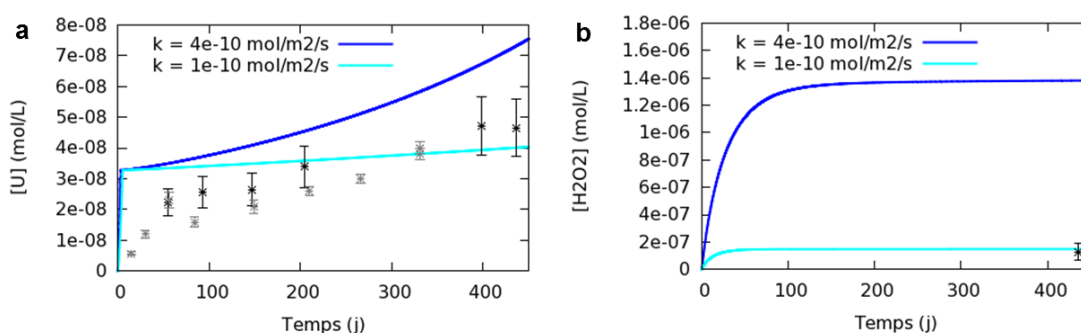 a
8e-08
7e-08
6e-08
5e-08
4e-08
3e-08
2e-08
1e-08
0
[U] (mol/L)
k = 4e-10 mol/m2/s
k = 1e-10 mol/m2/s
0 100 200 300 400
Temps (j)
b
1.8e-06
1.6e-06
1.4e-06
1.2e-06
1e-06
8e-07
6e-07
4e-07
2e-07
0
[H2O2] (mol/L)
k = 4e-10 mol/m2/s
k = 1e-10 mol/m2/s
0 100 200 300 400
Temps (j)